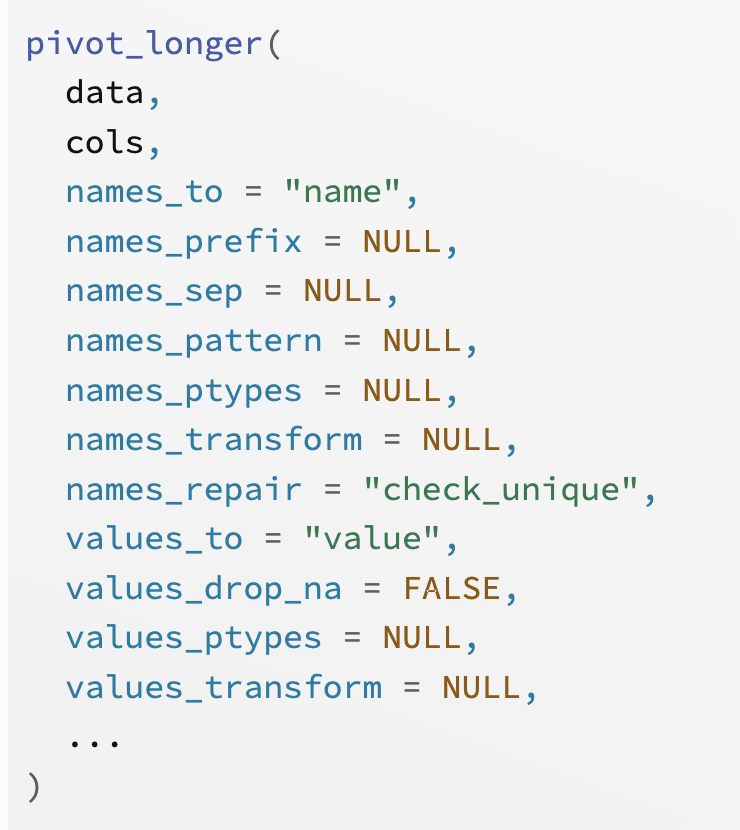 pivot_longer(
  data,
  cols,
  names_to = "name",
  names_prefix = NULL,
  names_sep = NULL,
  names_pattern = NULL,
  names_ptypes = NULL,
  names_transform = NULL,
  names_repair = "check_unique",
  values_to = "value",
  values_drop_na = FALSE,
  values_ptypes = NULL,
  values_transform = NULL,
  ...
)